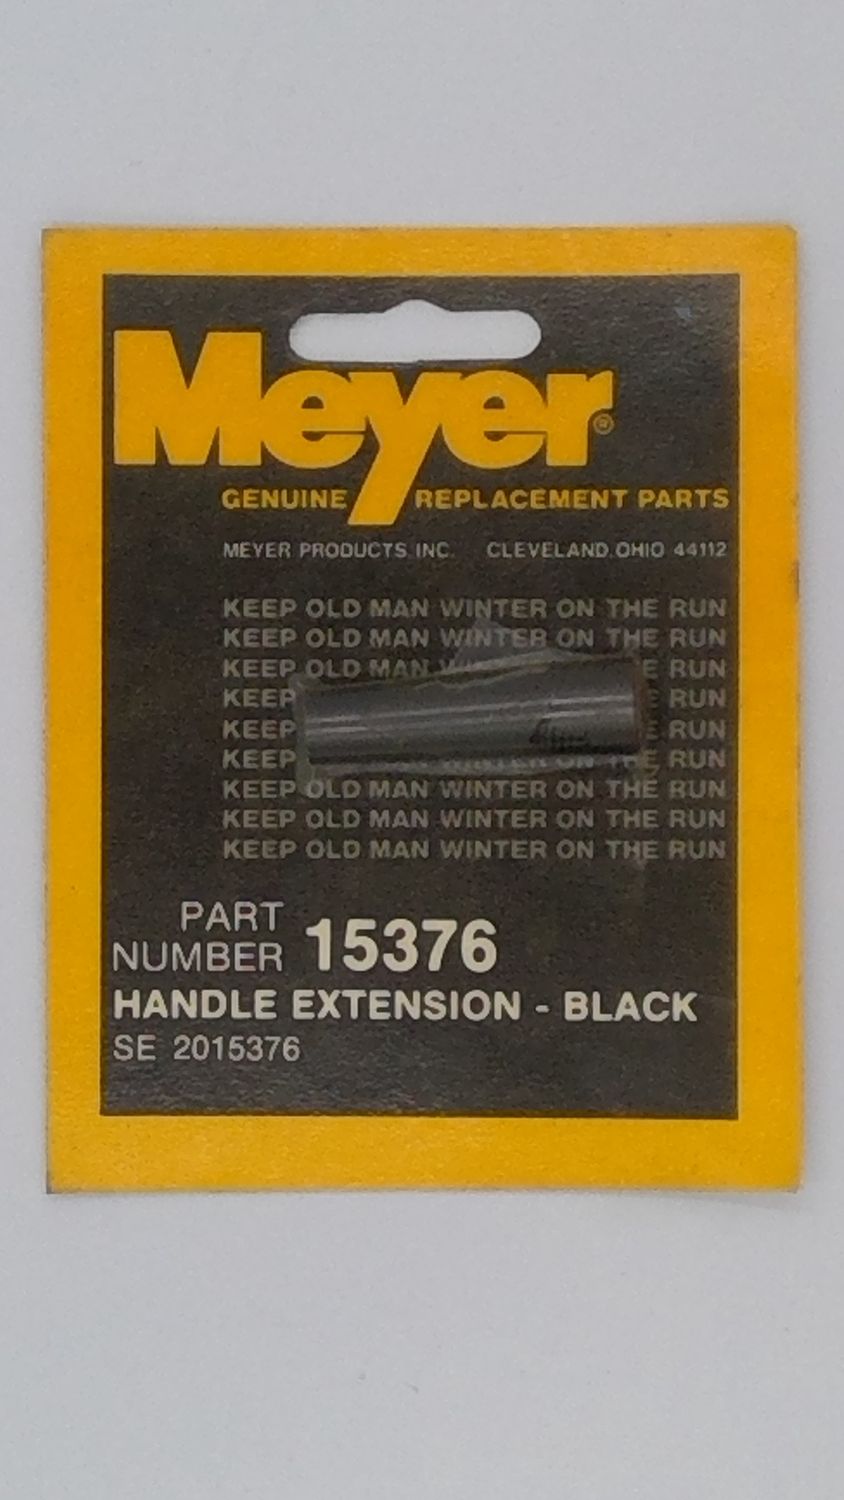 Meyer®
GENUINE REPLACEMENT PARTS
MEYER PRODUCTS INC. CLEVELAND, OHIO 44112
KEEP OLD MAN WINTER ON THE RUN
KEEP OLD MAN WINTER ON THE RUN
KEEP OLD MAN E RUN
KEEP RUN
KEEP RUN
KEEP WINTER ON THE RUN
KEEP OLD MAN WINTER ON THE RUN
KEEP OLD MAN WINTER ON THE RUN
KEEP OLD MAN WINTER ON THE RUN
PART
NUMBER 15376
HANDLE EXTENSION - BLACK
SE 2015376